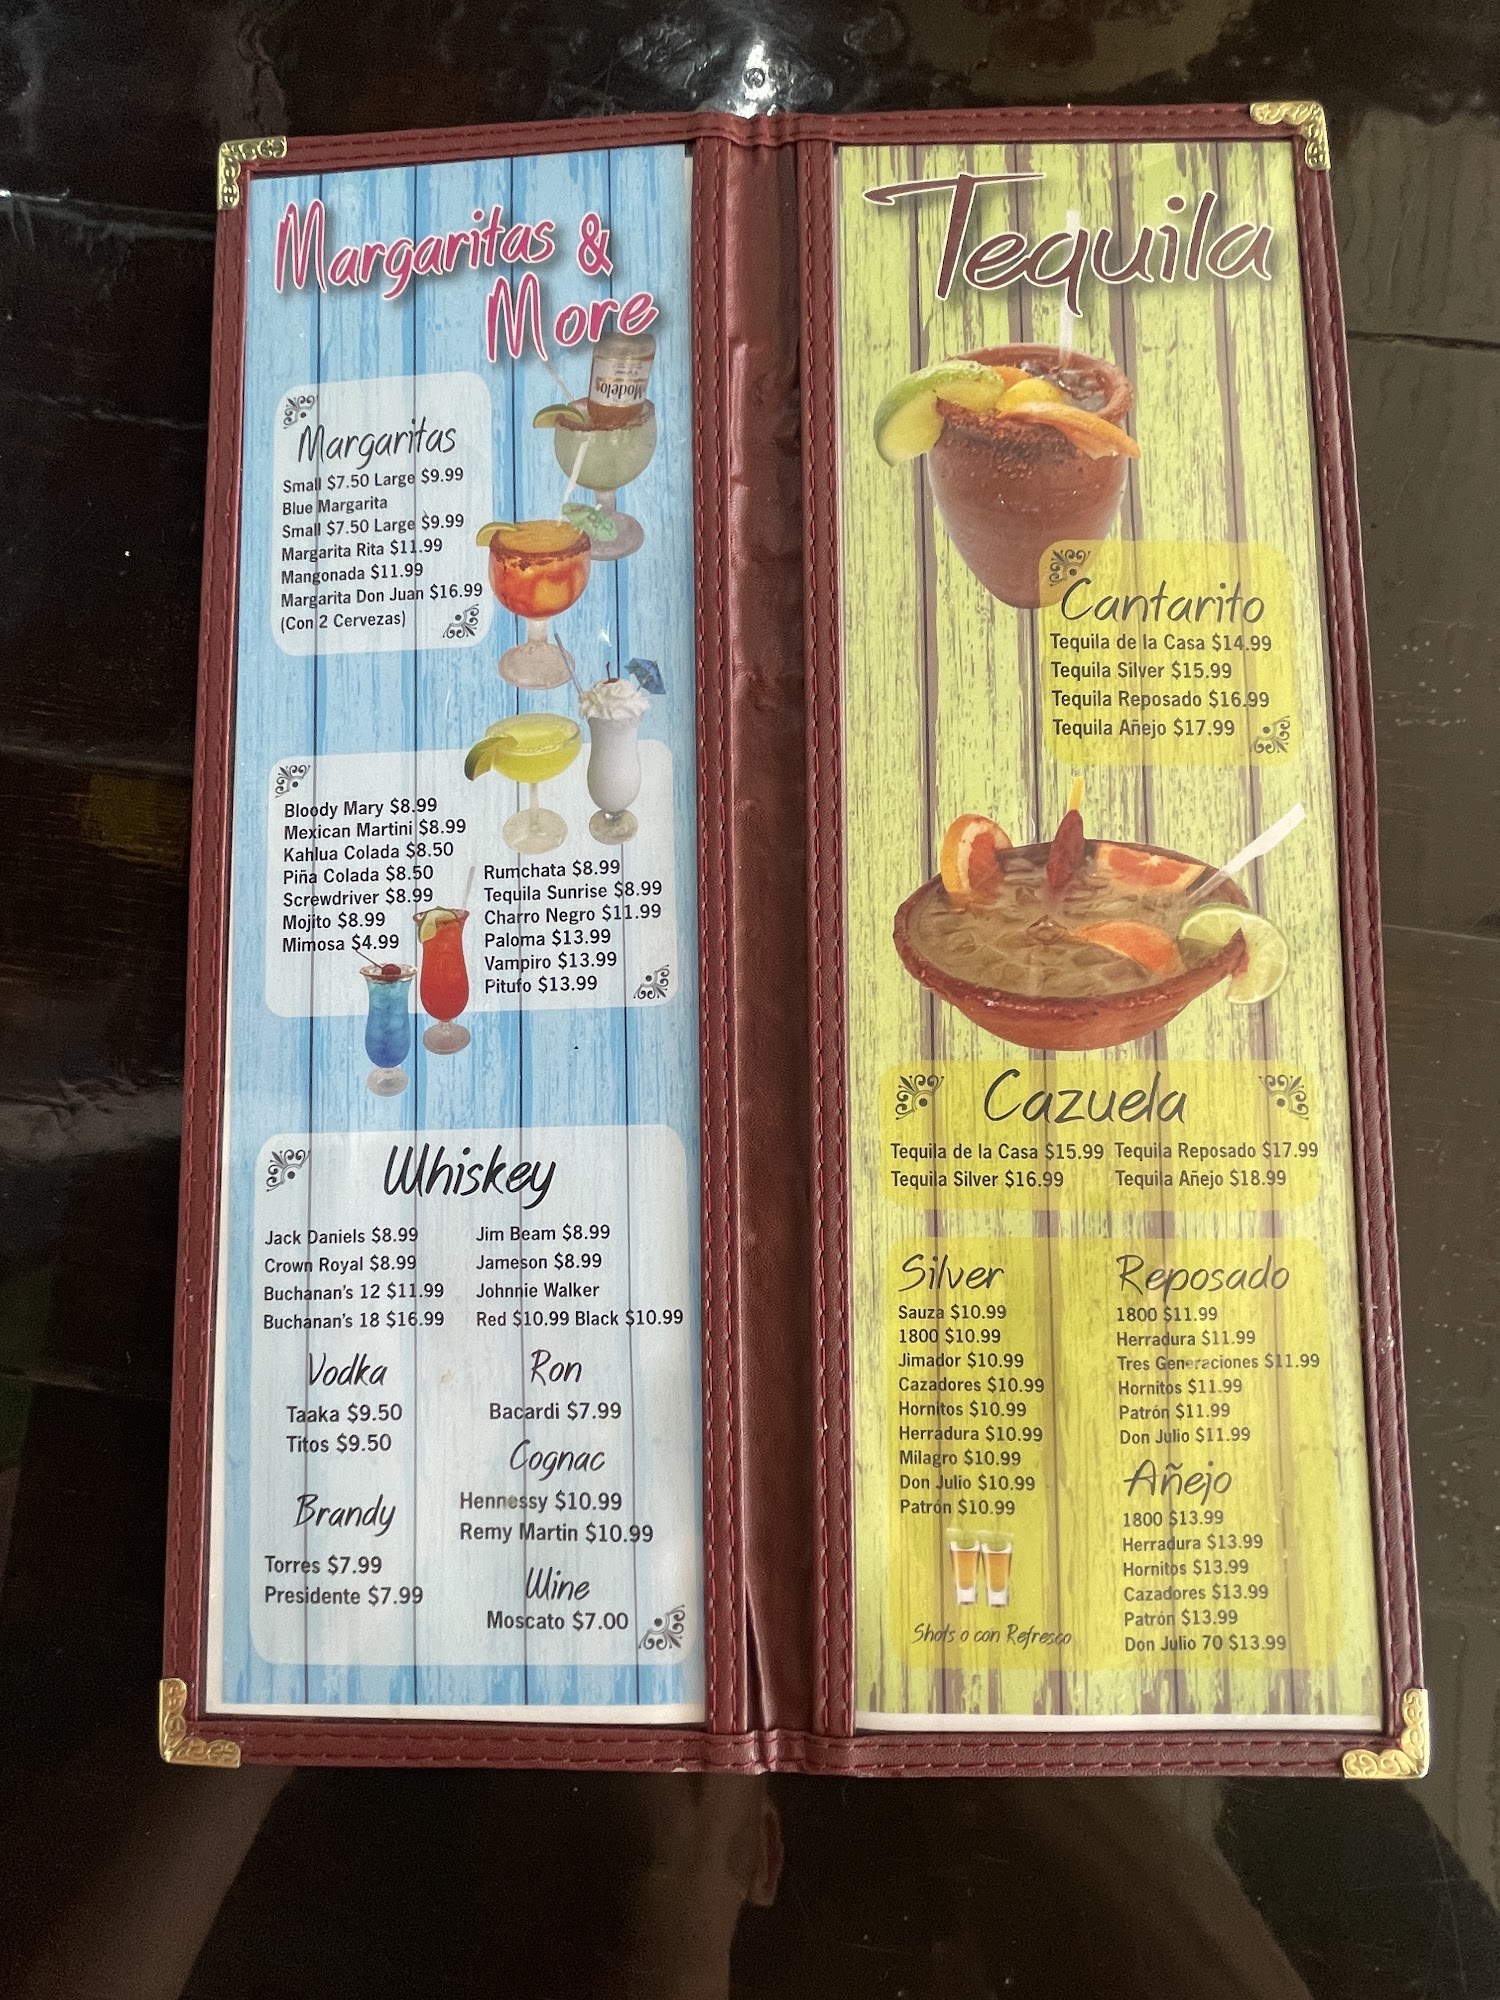 Margaritas &
More
Modelo
Margaritas
Small $7.50 Large $9.99
Blue Margarita
Small $7.50 Large $9.99
Margarita Rita $11.99
Mangonada $11.99
Margarita Don Juan $16.99
(Con 2 Cervezas)
Bloody Mary $8.99
Mexican Martini $8.99
Kahlua Colada $8.50
Piña Colada $8.50
Screwdriver $8.99
Mojito $8.99
Mimosa $4.99
Rumchata $8.99
Tequila Sunrise $8.99
Charro Negro $11.99
Paloma $13.99
Vampiro $13.99
Pitufo $13.99
Whiskey
Jack Daniels $8.99
Crown Royal $8.99
Buchanan's 12 $11.99
Buchanan's 18 $16.99
Jim Beam $8.99
Jameson $8.99
Johnnie Walker
Red $10.99 Black $10.99
Vodka
Taaka $9.50
Titos $9.50
Brandy
Torres $7.99
Presidente $7.99
Ron
Bacardi $7.99
Cognac
Hennessy $10.99
Remy Martin $10.99
Wine
Moscato $7.00
Tequila
Cantarito
Tequila de la Casa $14.99
Tequila Silver $15.99
Tequila Reposado $16.99
Tequila Añejo $17.99
Cazuela
Tequila de la Casa $15.99
Tequila Silver $16.99
Tequila Reposado $17.99
Tequila Añejo $18.99
Silver
Sauza $10.99
1800 $10.99
Jimador $10.99
Cazadores $10.99
Hornitos $10.99
Herradura $10.99
Milagro $10.99
Don Julio $10.99
Patrón $10.99
Shots o con Refresco
Reposado
1800 $11.99
Herradura $11.99
Tres Generaciones $11.99
Hornitos $11.99
Patrón $11.99
Don Julio $11.99
Añejo
1800 $13.99
Herradura $13.99
Hornitos $13.99
Cazadores $13.99
Patrón $13.99
Don Julio 70 $13.99